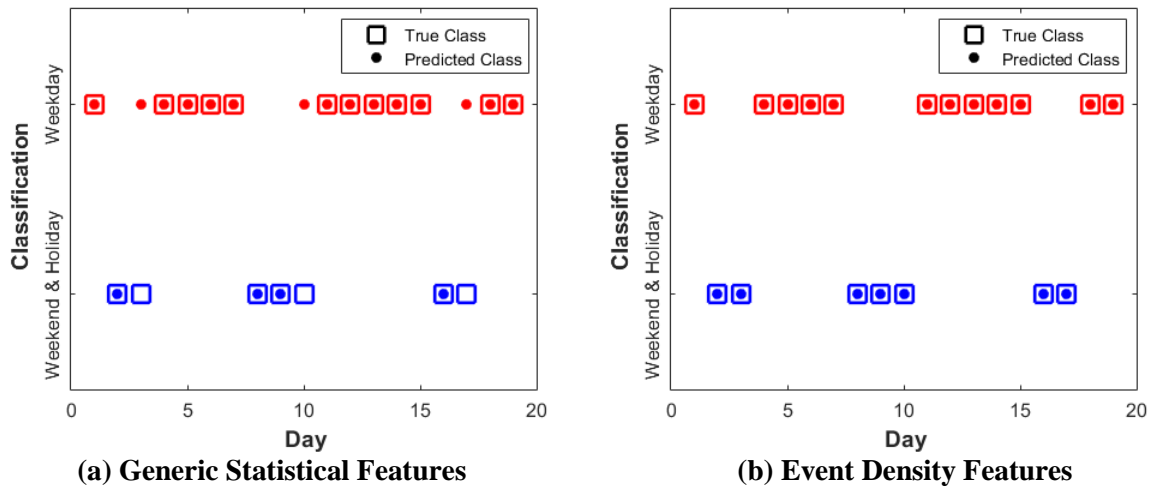 True Class
Predicted Class
Weekday
Weekend & Holiday
Classification
0 5 10 15 20
Day
(a) Generic Statistical Features
True Class
Predicted Class
Weekday
Weekend & Holiday
Classification
0 5 10 15 20
Day
(b) Event Density Features